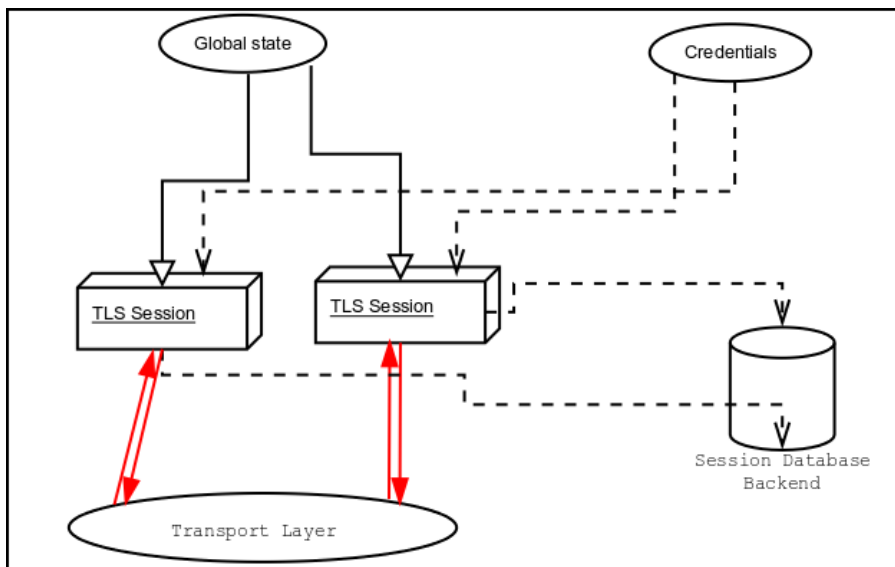 Global state
Credentials
TLS Session
TLS Session
Session Database
Backend
Transport Layer